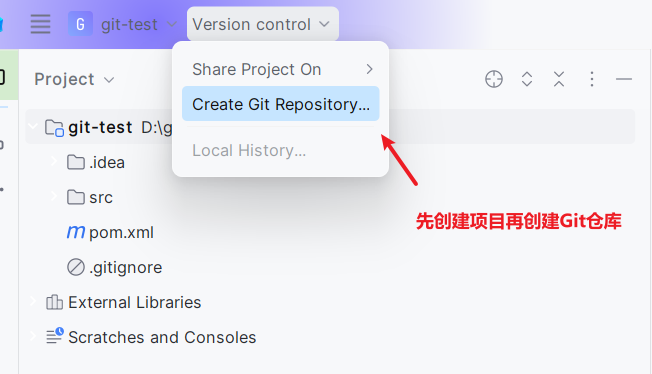 G git-test Version control
Share Project On
Project
Create Git Repository...
git-test D:\g
Local History...
.idea
src
先创建项目再创建Git仓库
m pom.xml
.gitignore
External Libraries
Scratches and Consoles